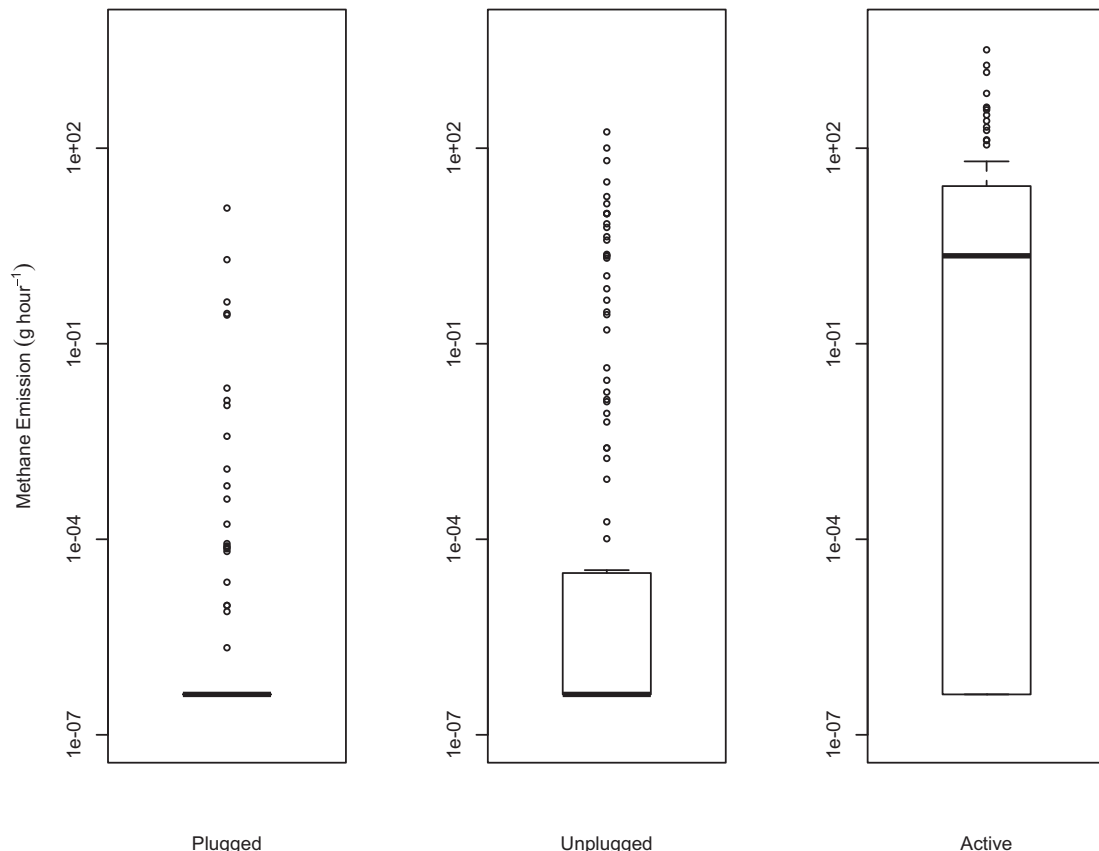 Methane Emission (g hour⁻¹)
1e+02
1e-01
1e-04
1e-07
1e+02
1e-01
1e-04
1e-07
1e+02
1e-01
1e-04
1e-07
Plugged
Unplugged
Active